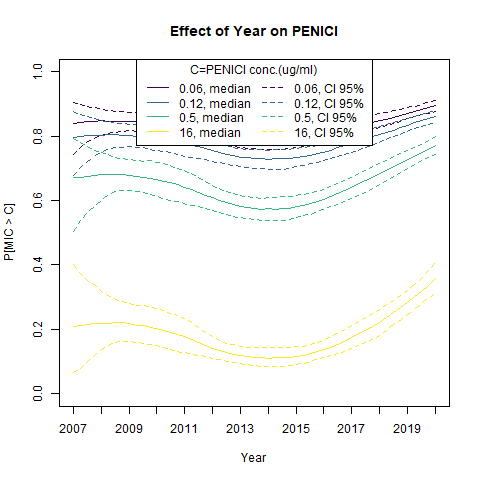 Effect of Year on PENICI
C=PENICI conc.(ug/ml)
0.06, median 0.06, CI 95%
0.12, median 0.12, CI 95%
0.5, median 0.5, CI 95%
16, median 16, CI 95%
P[MIC > C]
1.0
0.8
0.6
0.4
0.2
0.0
2007 2009 2011 2013 2015 2017 2019
Year